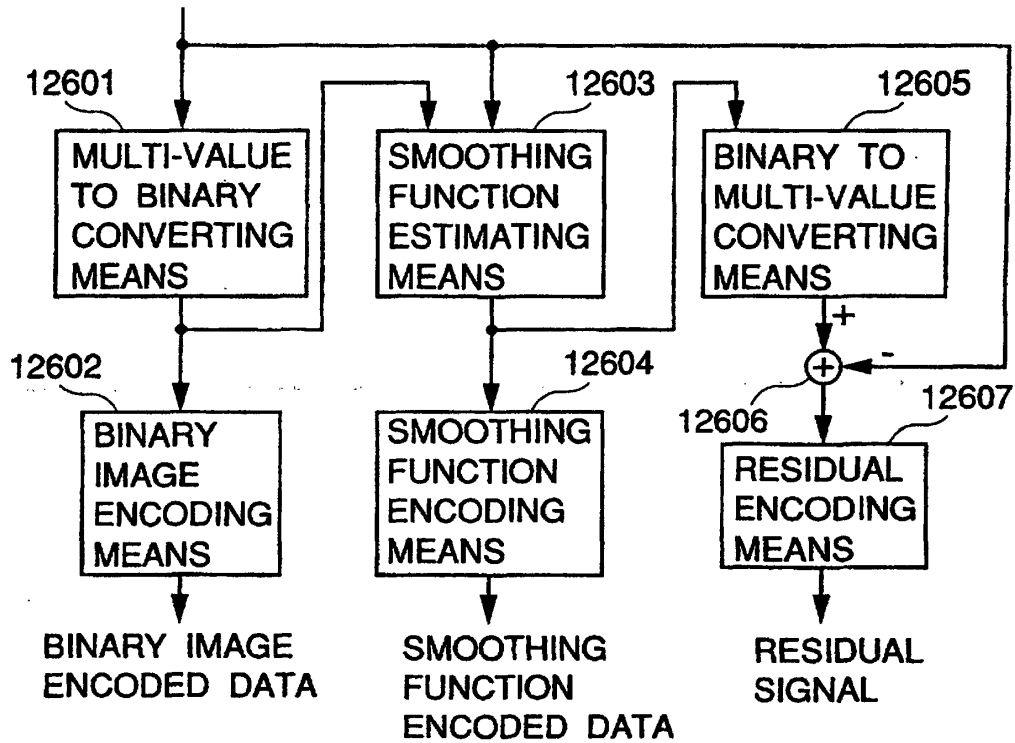 12601
12603
12605
MULTI-VALUE
TO BINARY
CONVERTING
MEANS
SMOOTHING
FUNCTION
ESTIMATING
MEANS
BINARY TO
MULTI-VALUE
CONVERTING
MEANS
+
-
+
12602
12604
12606
12607
BINARY
IMAGE
ENCODING
MEANS
SMOOTHING
FUNCTION
ENCODING
MEANS
RESIDUAL
ENCODING
MEANS
BINARY IMAGE
ENCODED DATA
SMOOTHING
FUNCTION
ENCODED DATA
RESIDUAL
SIGNAL